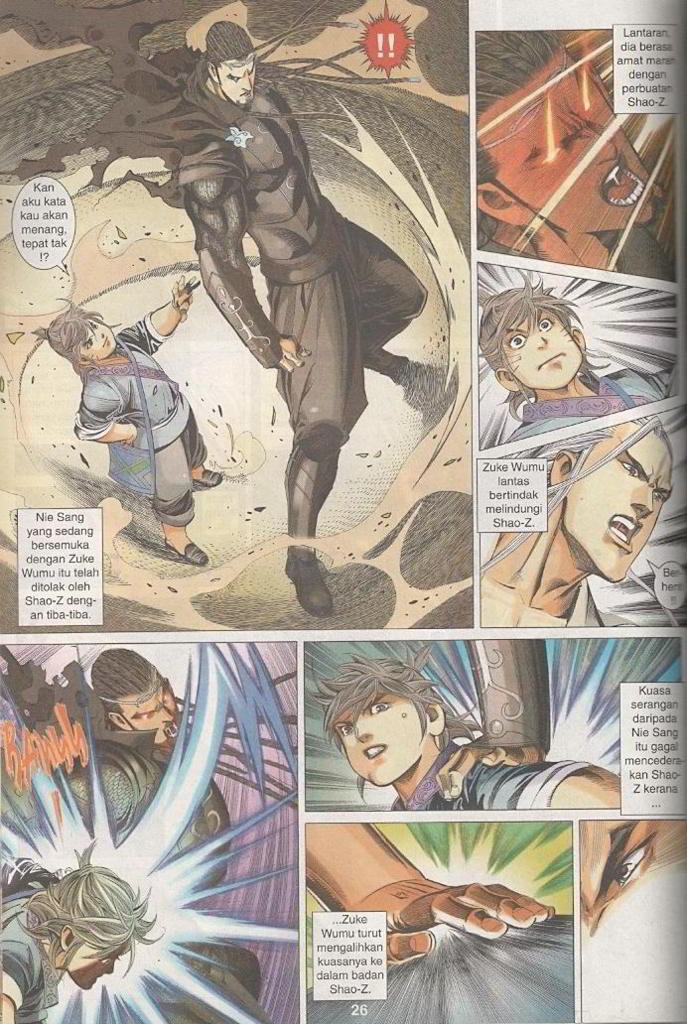 !!
Kan
aku kata
kau akan
menang,
tepat tak
!?
Nie Sang
yang sedang
bersemuka
dengan Zuke
Wumu itu telah
ditolak oleh
Shao-Z deng-
an tiba-tiba.
Lantaran,
dia berasa
amat
dengan
perbuatan
Shao-Z.
Zuke Wumu
lantas
bertindak
melindungi
Shao-Z.
BAMM
!
Kuasa
serangan
daripada
Nie Sang
itu gagal
mencedera-
kan Shao-
Z kerana
...
...Zuke
Wumu turut
mengalihkan
kuasanya ke
dalam badan
Shao-Z.
26